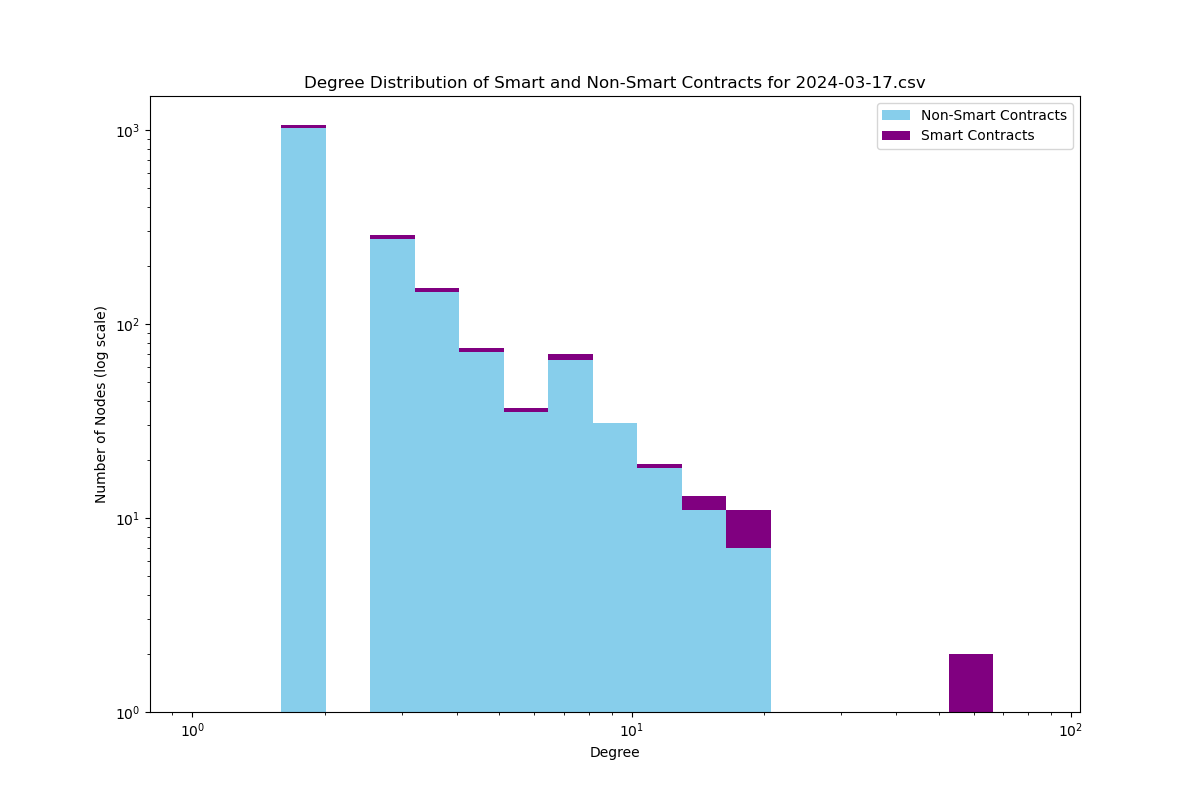 Degree Distribution of Smart and Non-Smart Contracts for 2024-03-17.csv
Non-Smart Contracts
Smart Contracts
Number of Nodes (log scale)
10³
10²
10¹
10⁰
10⁰ 10¹ 10²
Degree